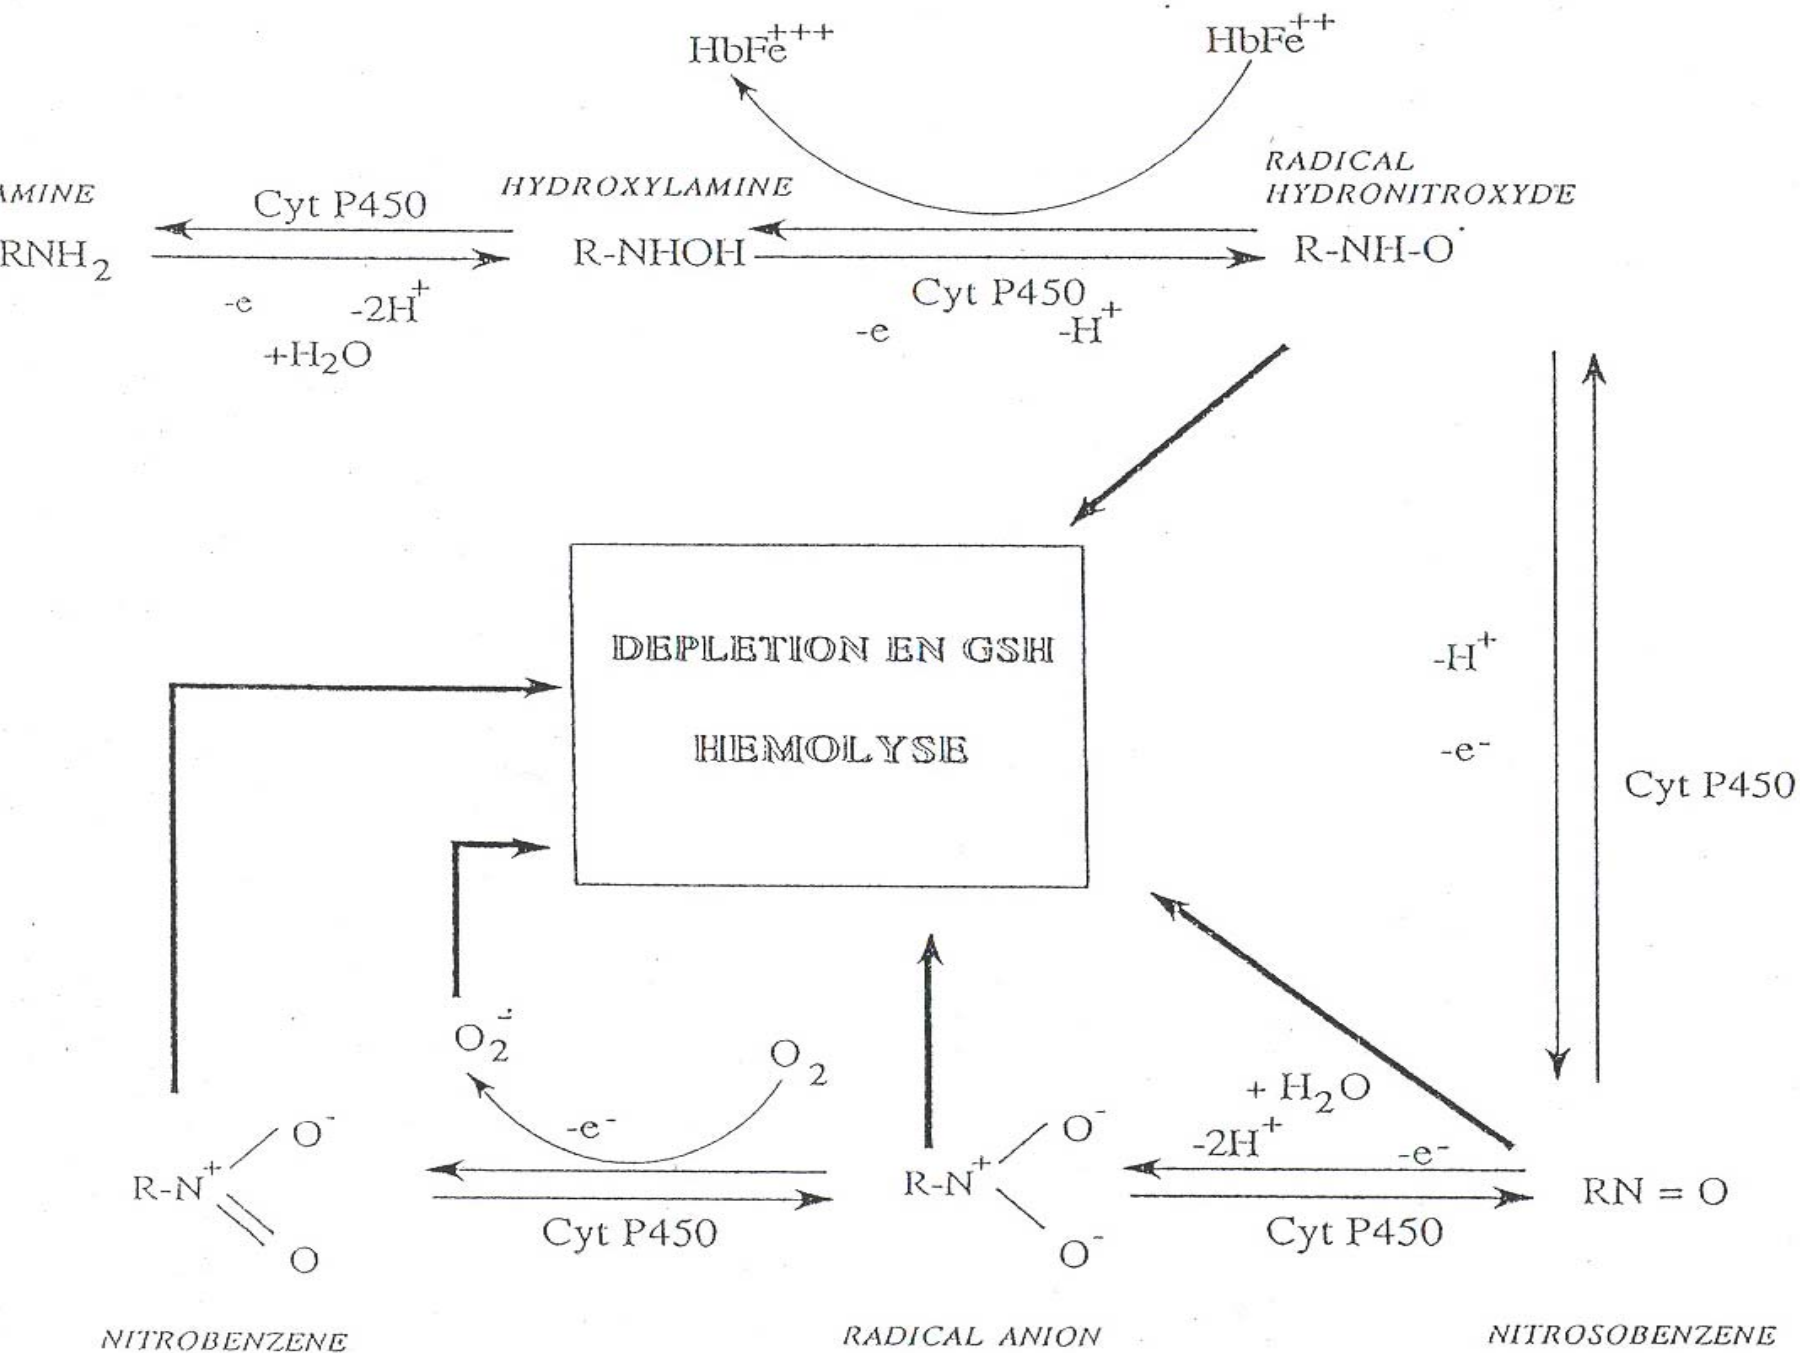 HbFe+++
HbFe++
AMINE
Cyt P450
HYDROXYLAMINE
RADICAL
HYDRONITROXYDE
RNH2
R-NHOH
R-NH-O·
-e -2H+
+H2O
Cyt P450
-e -H+
DEPLETION EN GSH
HEMOLYSE
-H+
-e-
Cyt P450
O2-̇
O2
-e-
+ H2O
-2H+ -e-
O-
R-N+
O
Cyt P450
O-
R-N+
O-
Cyt P450
RN = O
NITROBENZENE
RADICAL ANION
NITROSOBENZENE